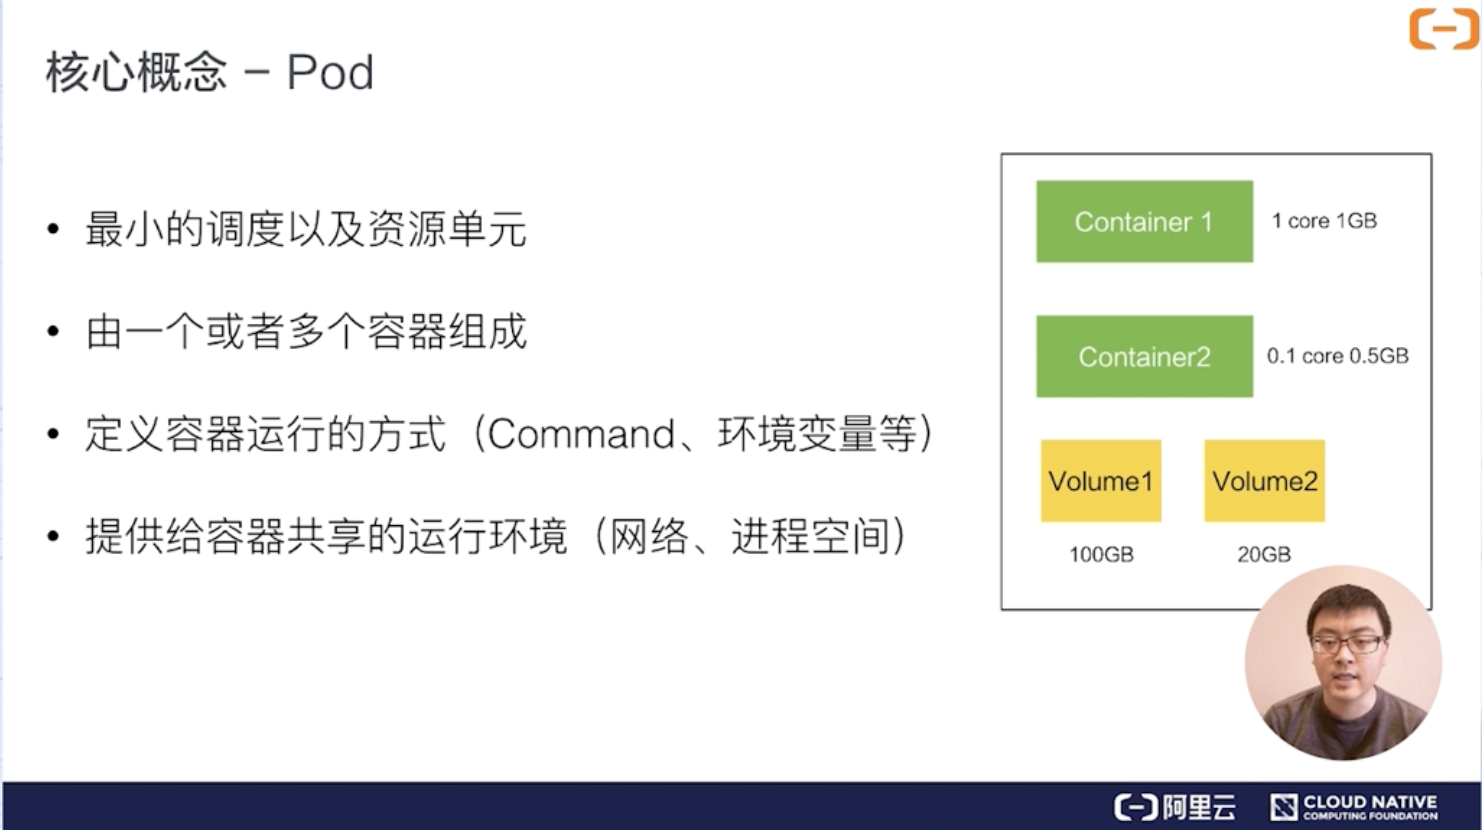 核心概念 – Pod
• 最小的调度以及资源单元
• 由一个或者多个容器组成
• 定义容器运行的方式（Command、环境变量等）
• 提供给容器共享的运行环境（网络、进程空间）
Container 1
1 core 1GB
Container2
0.1 core 0.5GB
Volume1
Volume2
100GB
20GB
阿里云
CLOUD NATIVE
COMPUTING FOUNDATION